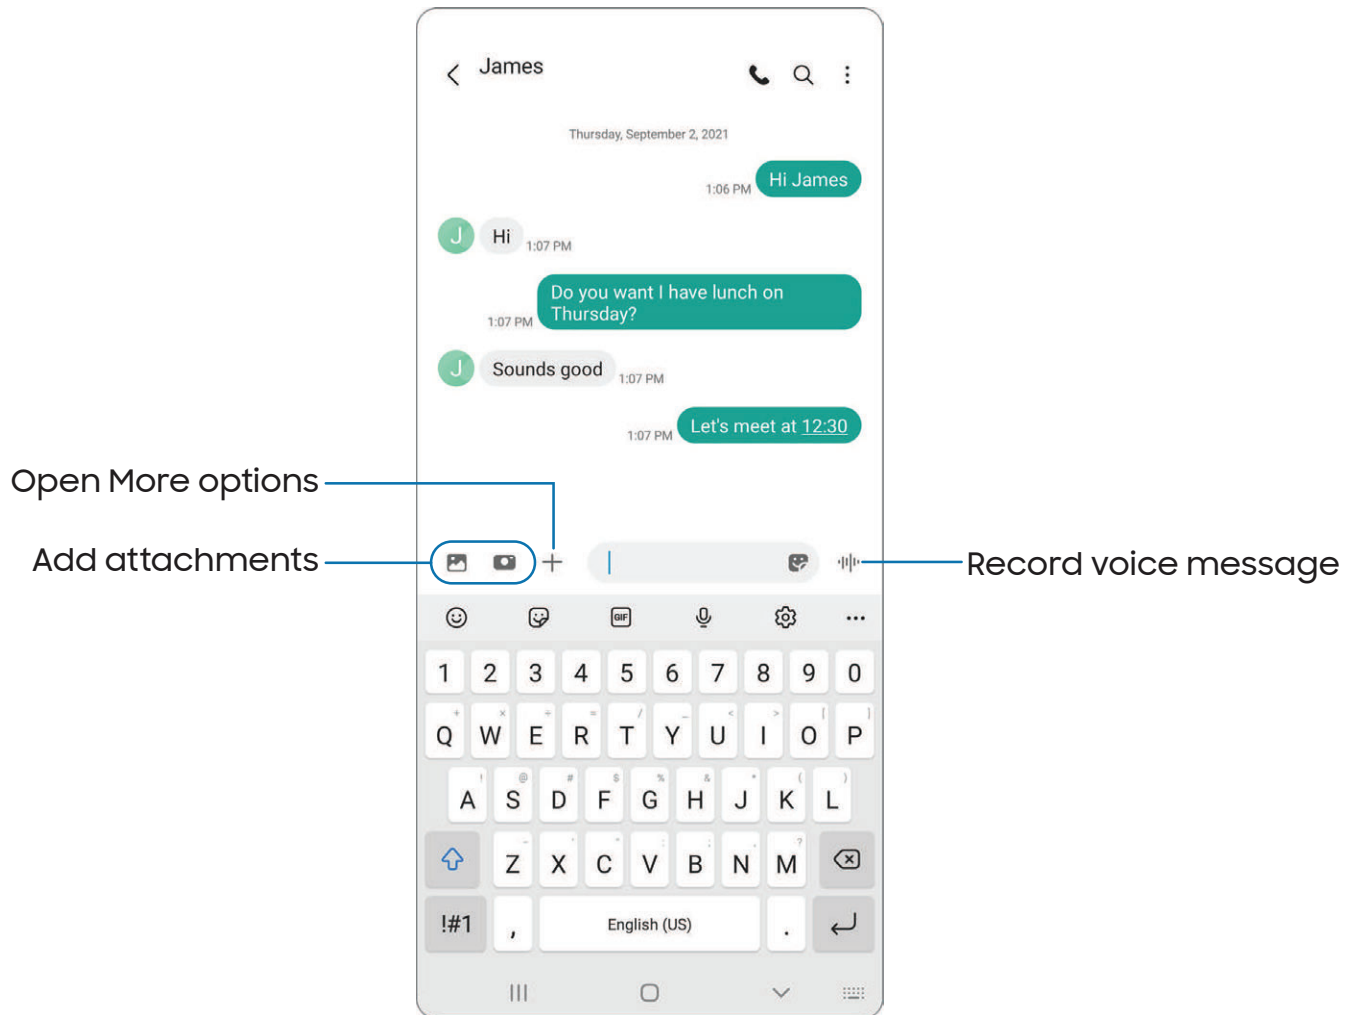 James
Thursday, September 2, 2021
1:06 PM Hi James
J Hi 1:07 PM
Do you want I have lunch on
Thursday?
1:07 PM
J Sounds good 1:07 PM
1:07 PM Let's meet at 12:30
Open More options
Add attachments
Record voice message
GIF
1 2 3 4 5 6 7 8 9 0
+ × ÷ = / _ < > [ ]
Q W E R T Y U I O P
! @ # $ % & * ( )
A S D F G H J K L
- ' " : ; , ?
Z X C V B N M
!#1 , English (US) .